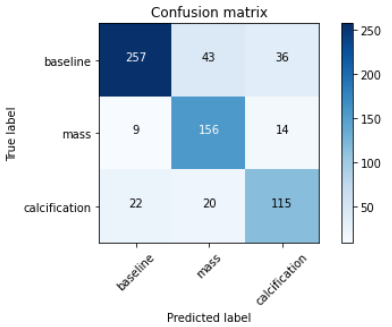 Confusion matrix
baseline 257 43 36
mass 9 156 14
calcification 22 20 115
True label
baseline mass calcification
Predicted label
250
200
150
100
50